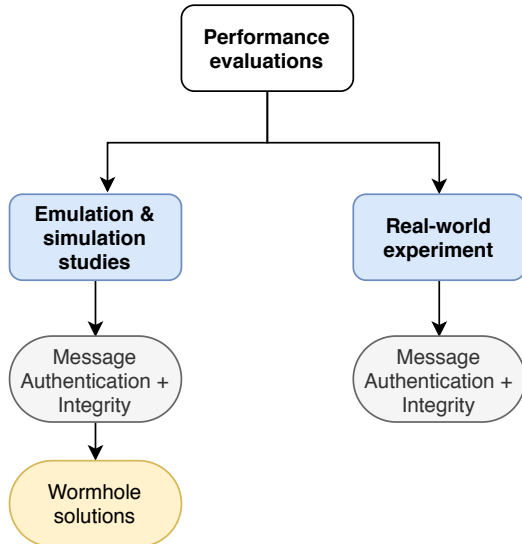 Performance
evaluations
Emulation &
simulation
studies
Real-world
experiment
Message
Authentication +
Integrity
Message
Authentication +
Integrity
Wormhole
solutions